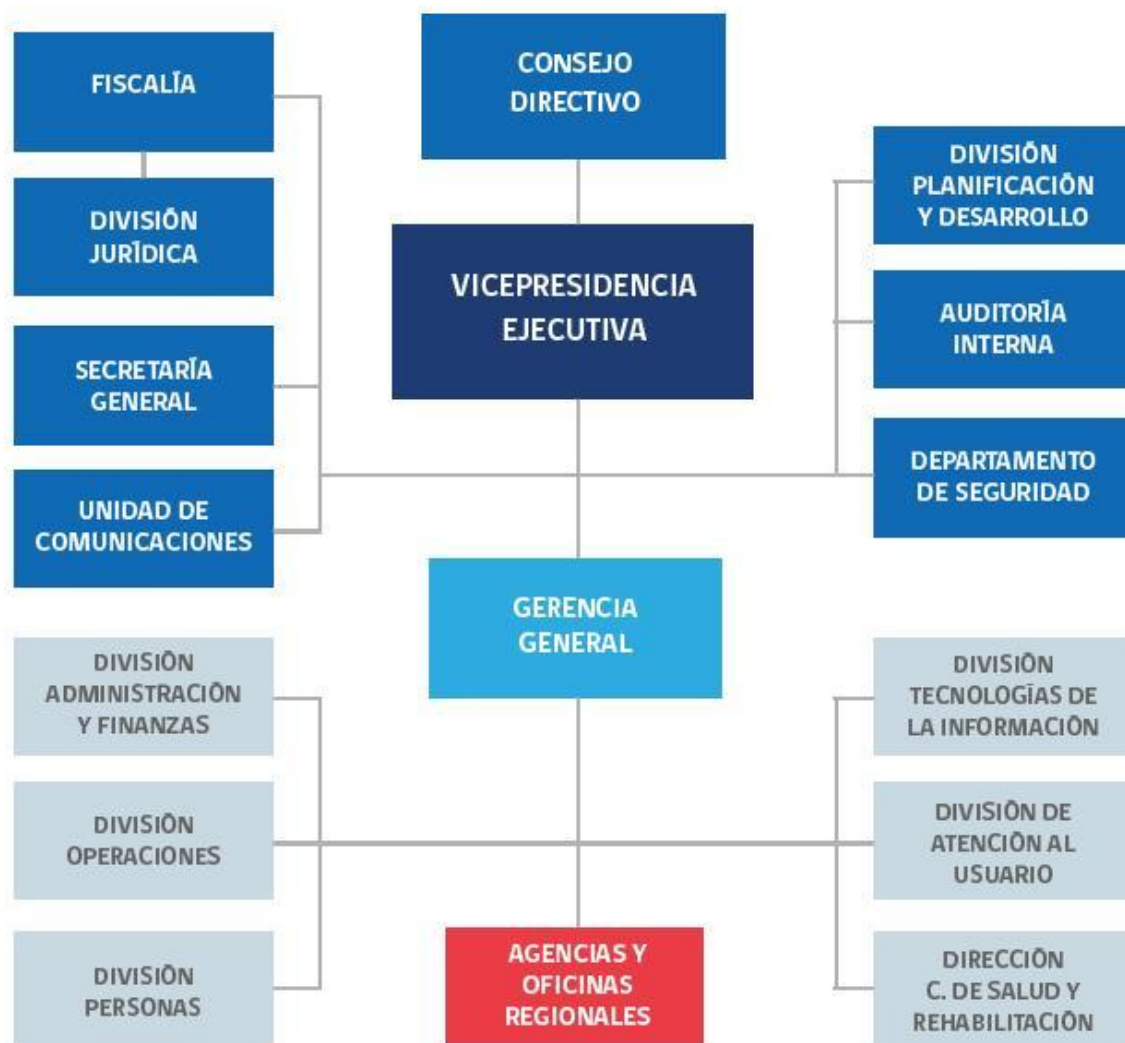 FISCALÍA
CONSEJO
DIRECTIVO
DIVISIÓN
PLANIFICACIÓN
Y DESARROLLO
DIVISIÓN
JURÍDICA
VICEPRESIDENCIA
EJECUTIVA
AUDITORÍA
INTERNA
SECRETARÍA
GENERAL
DEPARTAMENTO
DE SEGURIDAD
UNIDAD DE
COMUNICACIONES
GERENCIA
GENERAL
DIVISIÓN
ADMINISTRACIÓN
Y FINANZAS
DIVISIÓN
TECNOLOGÍAS DE
LA INFORMACIÓN
DIVISIÓN
OPERACIONES
DIVISIÓN DE
ATENCIÓN AL
USUARIO
DIVISIÓN
PERSONAS
AGENCIAS Y
OFICINAS
REGIONALES
DIRECCIÓN
C. DE SALUD Y
REHABILITACIÓN